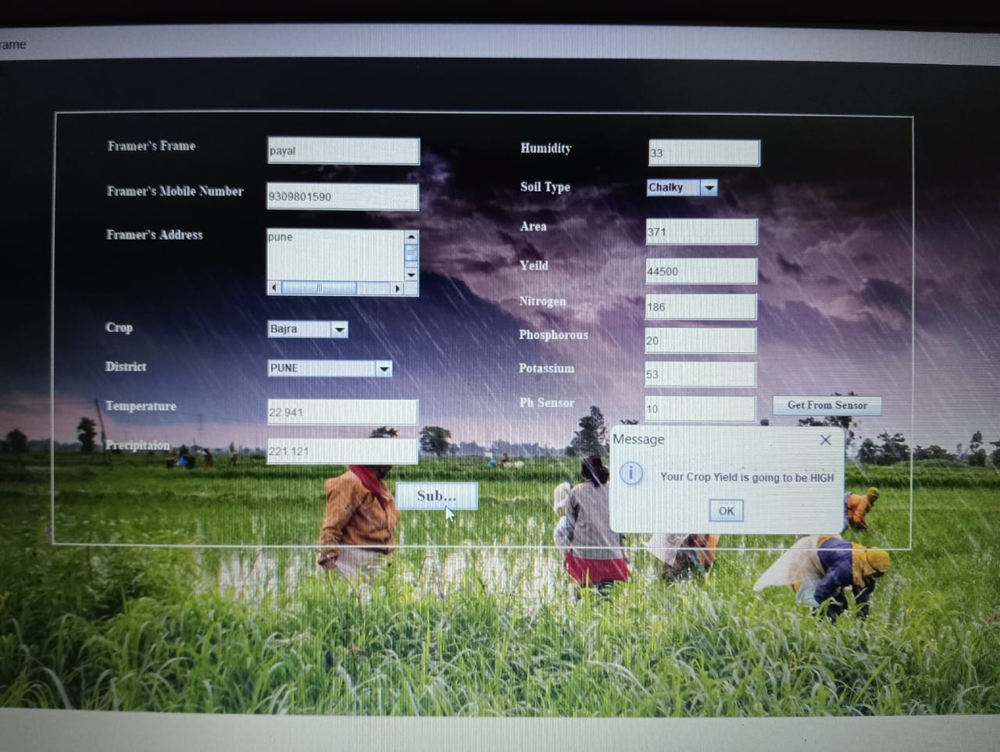 rame
Framer's Frame
payal
Framer's Mobile Number
9309801590
Framer's Address
pune
Crop
Bajra
District
PUNE
Temperature
22.941
Precipitaion
221.121
Humidity
33
Soil Type
Chalky
Area
371
Yeild
44500
Nitrogen
186
Phosphorous
20
Potassium
53
Ph Sensor
10
Get From Sensor
Sub...
Message
Your Crop Yield is going to be HIGH
OK